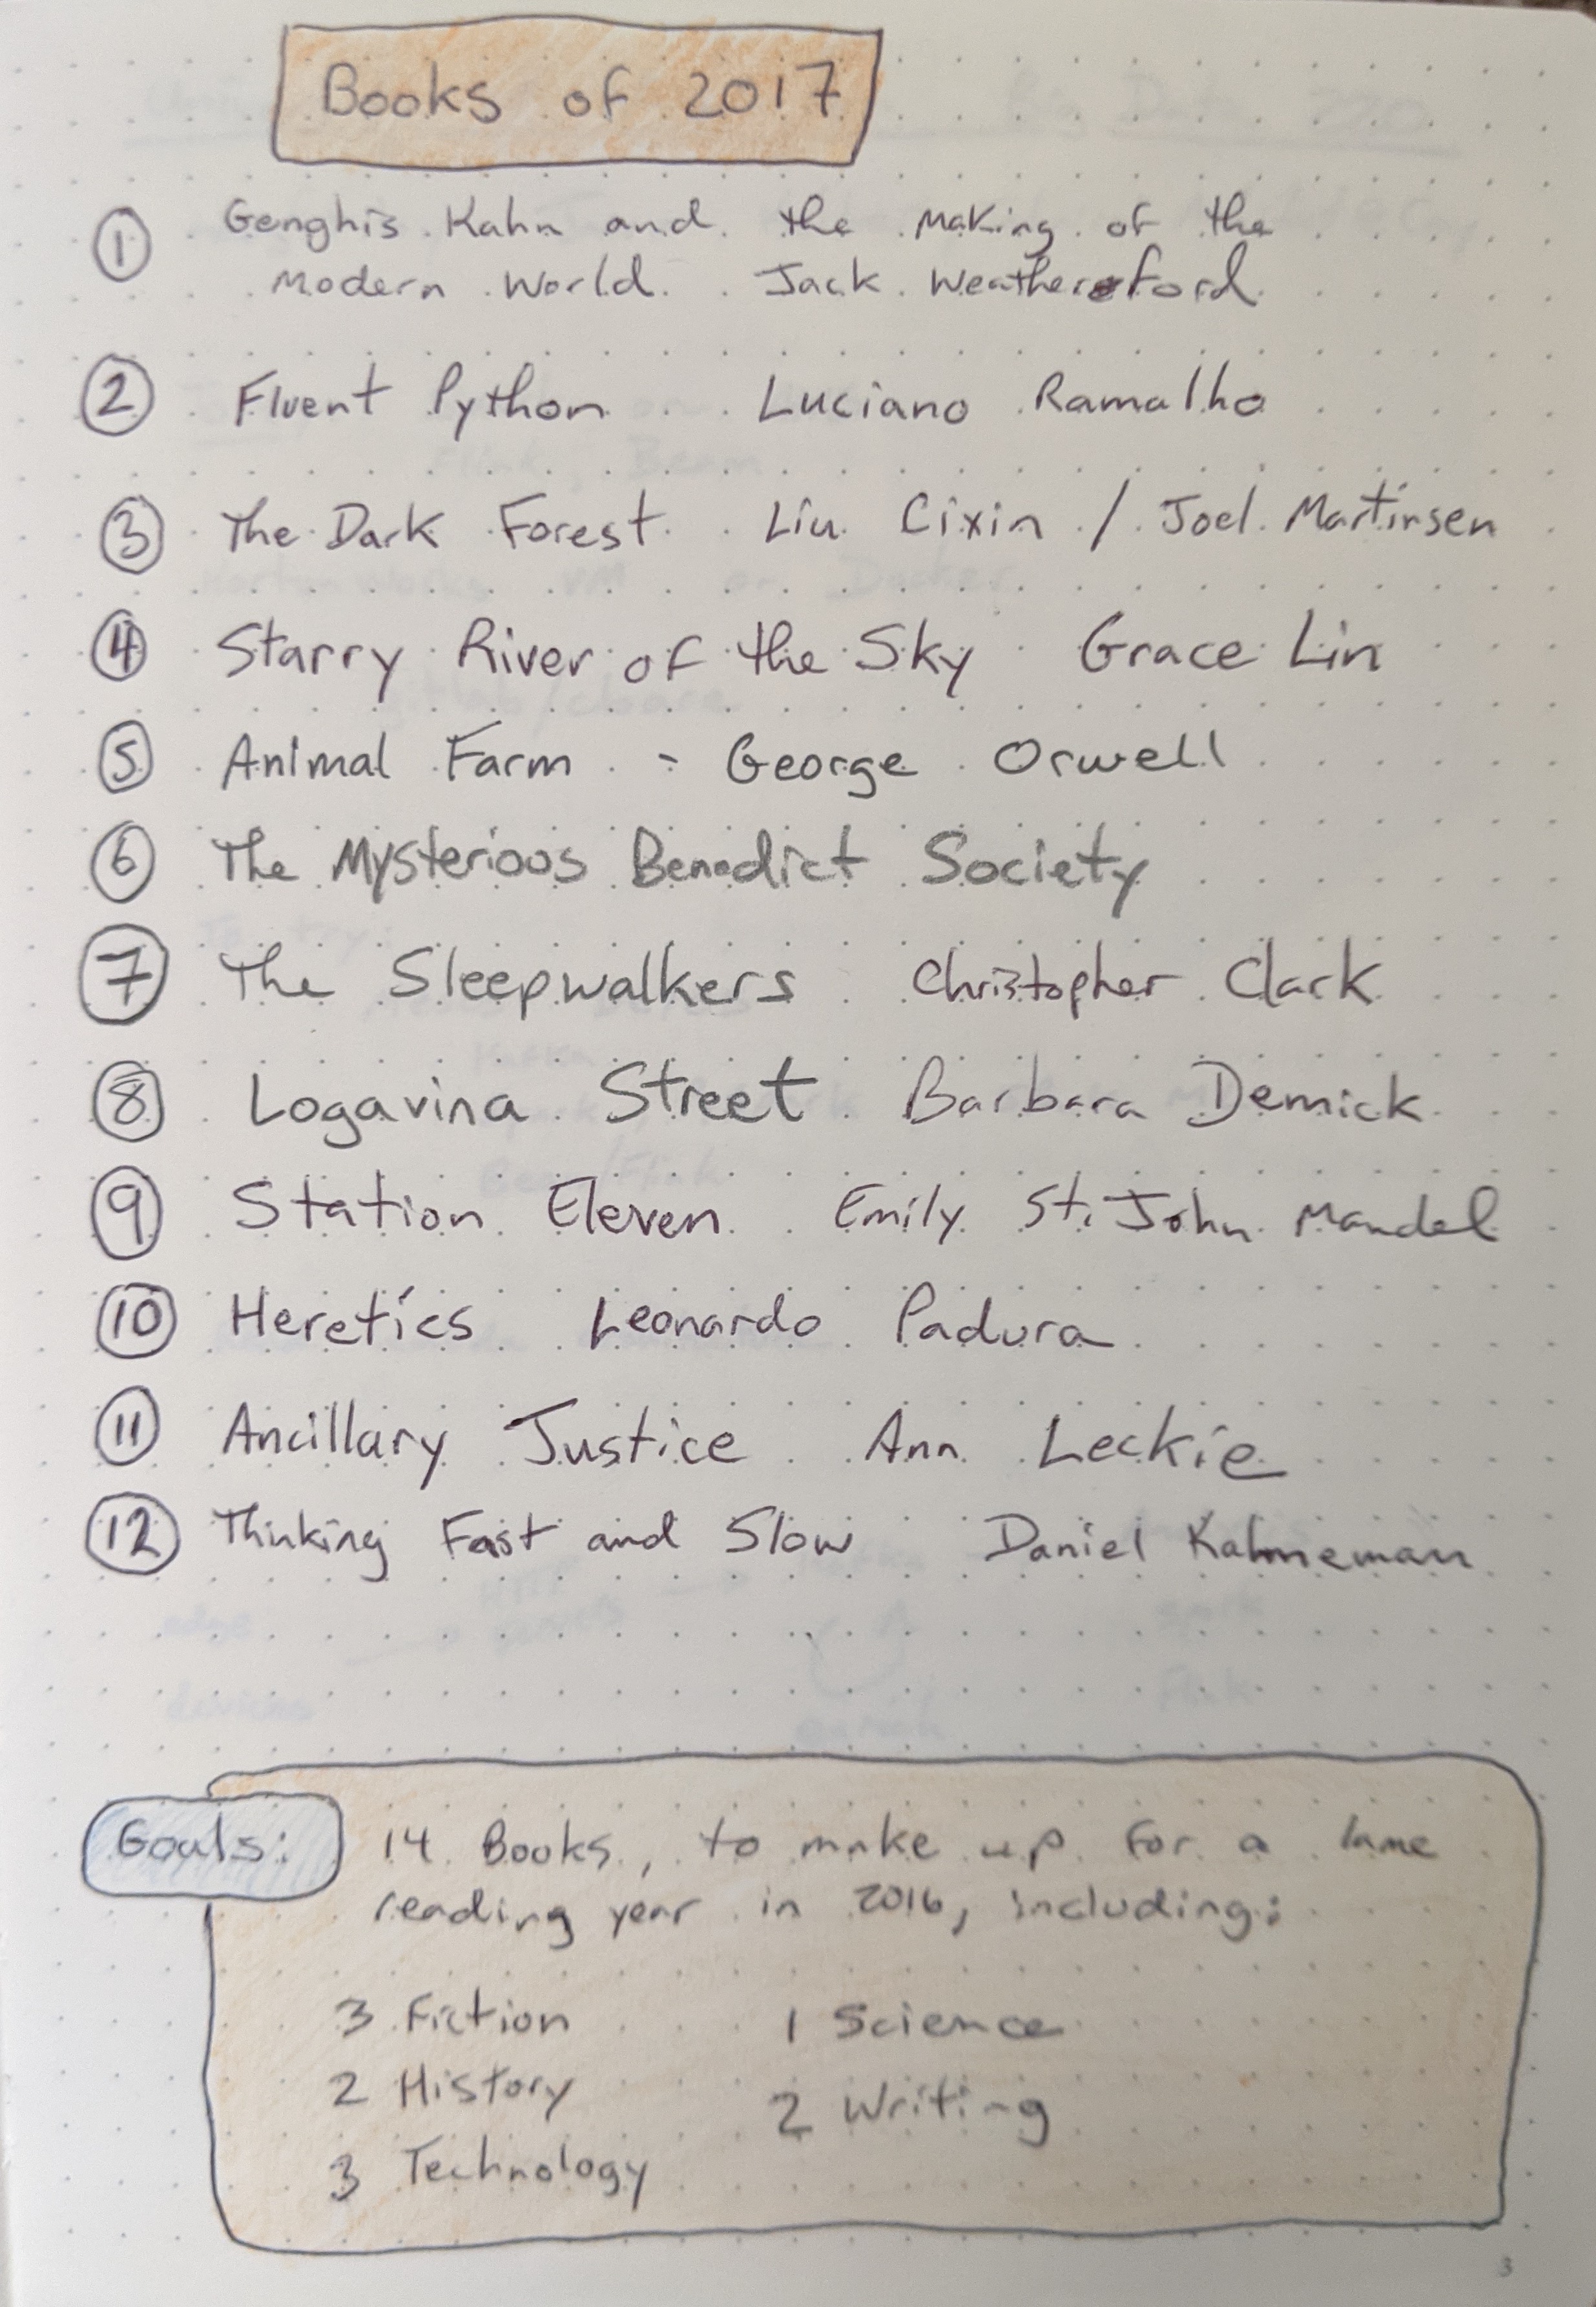 Books of 2017
1 Genghis Kahn and the Making of the
Modern World Jack Weatherford
2 Fluent Python Luciano Ramalho
3 The Dark Forest Liu Cixin / Joel Martinsen
4 Starry River of the Sky Grace Lin
5 Animal Farm - George Orwell
6 The Mysterious Benedict Society
7 The Sleepwalkers Christopher Clark
8 Logavina Street Barbara Demick
9 Station Eleven Emily St. John Mandel
10 Heretics Leonardo Padura
11 Ancillary Justice Ann Leckie
12 Thinking Fast and Slow Daniel Kahneman
Goals: 14 Books, to make up for a lame
reading year in 2016, including:
3 Fiction 1 Science
2 History 2 Writing
3 Technology
3